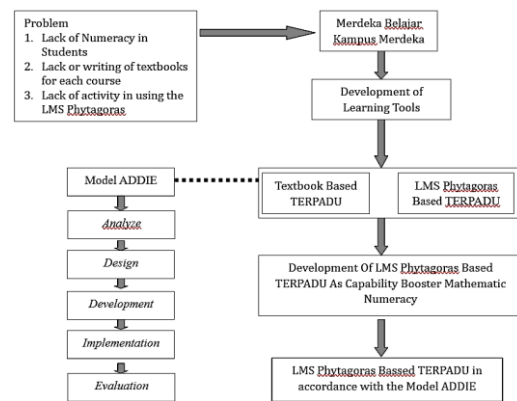 Problem
1. Lack of Numeracy in
Students
2. Lack or writing of textbooks
for each course
3. Lack of activity in using the
LMS Phytagoras
Merdeka Belajar
Kampus Merdeka
Development of
Learning Tools
Model ADDIE
Analyze
Design
Development
Implementation
Evaluation
Textbook Based
TERPADU
LMS Phytagoras
Based TERPADU
Development Of LMS Phytagoras Based
TERPADU As Capability Booster Mathematic
Numeracy
LMS Phytagoras Bassed TERPADU in
accordance with the Model ADDIE